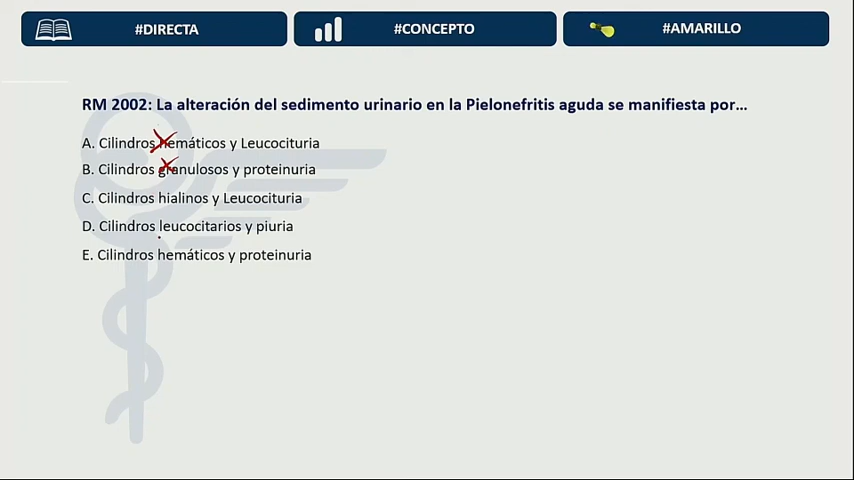 #DIRECTA
#CONCEPTO
#AMARILLO
RM 2002: La alteración del sedimento urinario en la Pielonefritis aguda se manifiesta por...
A. Cilindros hemáticos y Leucocituria
B. Cilindros granulosos y proteinuria
C. Cilindros hialinos y Leucocituria
D. Cilindros leucocitarios y piuria
E. Cilindros hemáticos y proteinuria